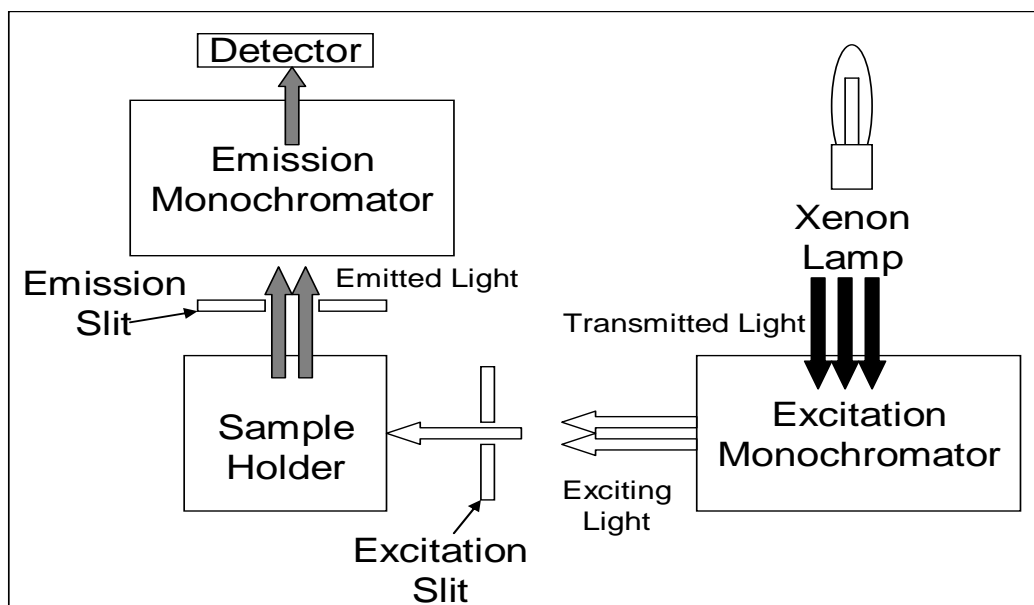 Detector
Emission
Monochromator
Xenon
Lamp
Emission
Slit
Emitted Light
Transmitted Light
Sample
Holder
Excitation
Monochromator
Exciting
Light
Excitation
Slit